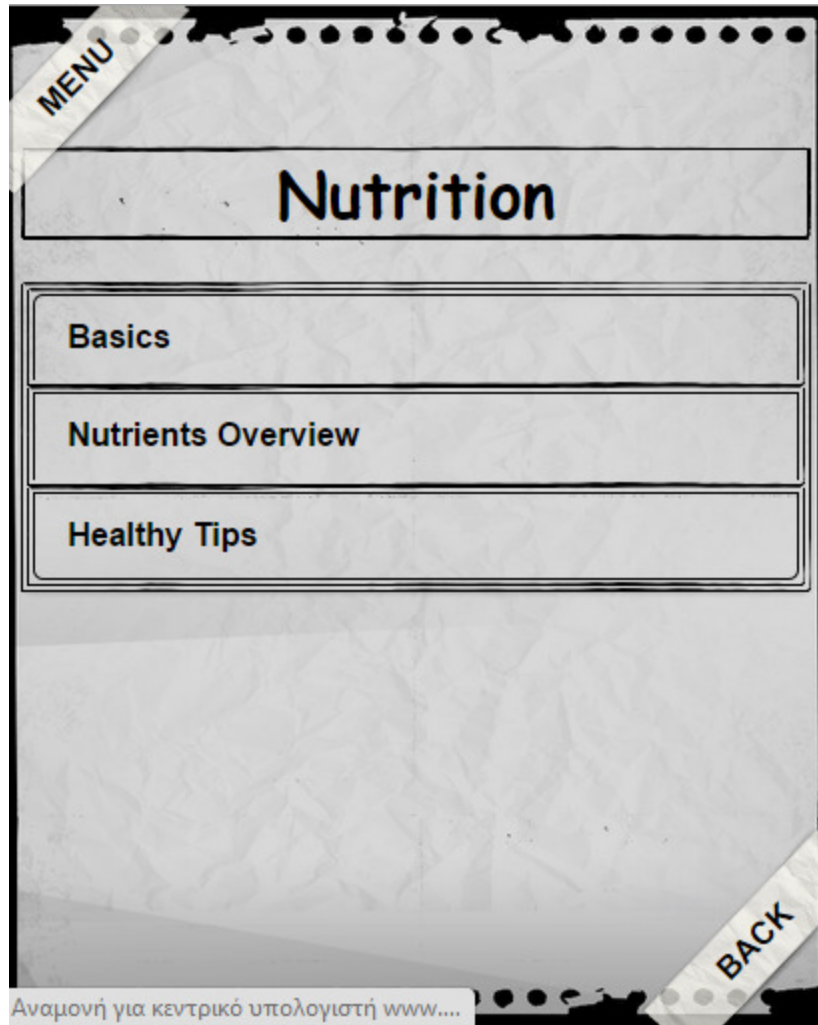 MENU
Nutrition
Basics
Nutrients Overview
Healthy Tips
BACK
Αναμονή για κεντρικό υπολογιστή www....